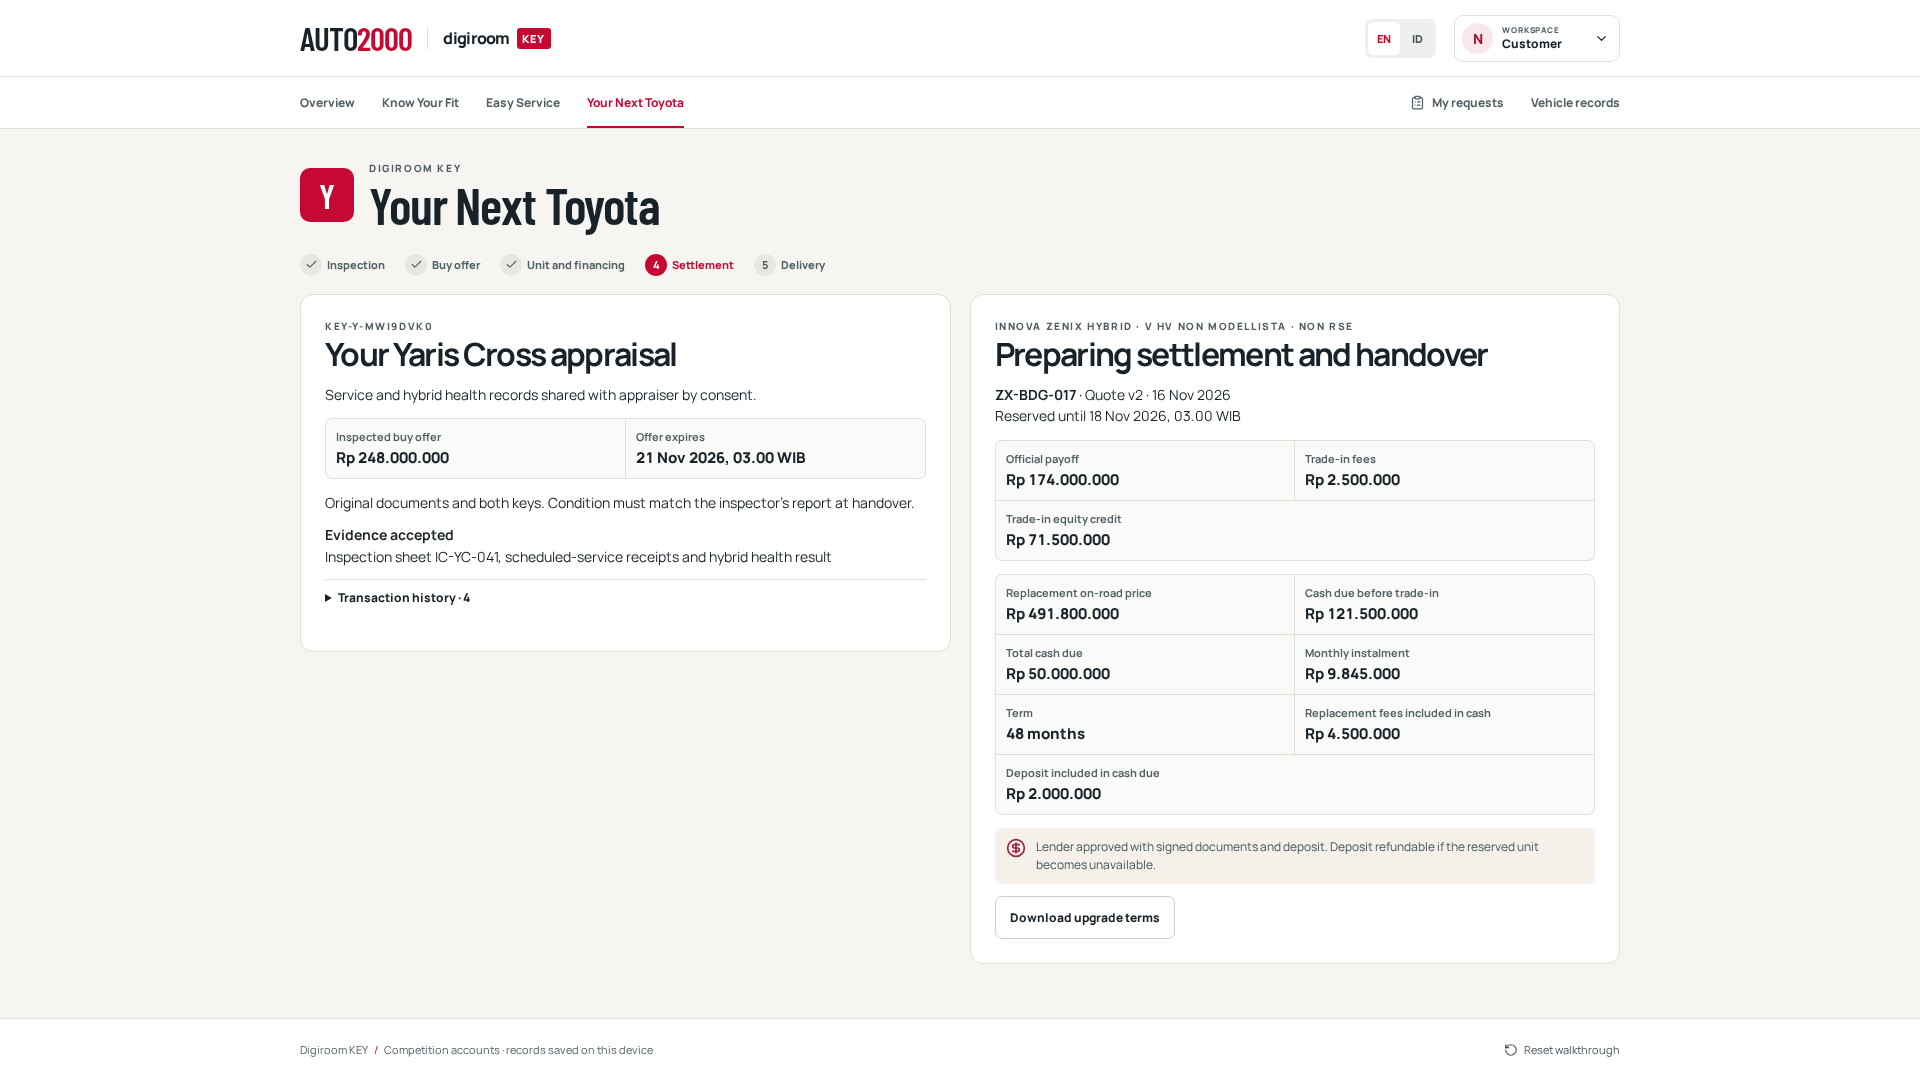 AUTO2000
digiroom KEY
EN ID
N
WORKSPACE
Customer
Overview Know Your Fit Easy Service Your Next Toyota My requests Vehicle records
Y
DIGIROOM KEY
Your Next Toyota
Inspection Buy offer Unit and financing 4 Settlement 5 Delivery
KEY-Y-MWI9DVK0
Your Yaris Cross appraisal
Service and hybrid health records shared with appraiser by consent.
Inspected buy offer
Rp 248.000.000
Offer expires
21 Nov 2026, 03.00 WIB
Original documents and both keys. Condition must match the inspector's report at handover.
Evidence accepted
Inspection sheet IC-YC-041, scheduled-service receipts and hybrid health result
Transaction history · 4
INNOVA ZENIX HYBRID · V HV NON MODELLISTA · NON RSE
Preparing settlement and handover
ZX-BDG-017 · Quote v2 · 16 Nov 2026
Reserved until 18 Nov 2026, 03.00 WIB
Official payoff
Rp 174.000.000
Trade-in fees
Rp 2.500.000
Trade-in equity credit
Rp 71.500.000
Replacement on-road price
Rp 491.800.000
Cash due before trade-in
Rp 121.500.000
Total cash due
Rp 50.000.000
Monthly instalment
Rp 9.845.000
Term
48 months
Replacement fees included in cash
Rp 4.500.000
Deposit included in cash due
Rp 2.000.000
Lender approved with signed documents and deposit. Deposit refundable if the reserved unit
becomes unavailable.
Download upgrade terms
Digiroom KEY / Competition accounts · records saved on this device
Reset walkthrough